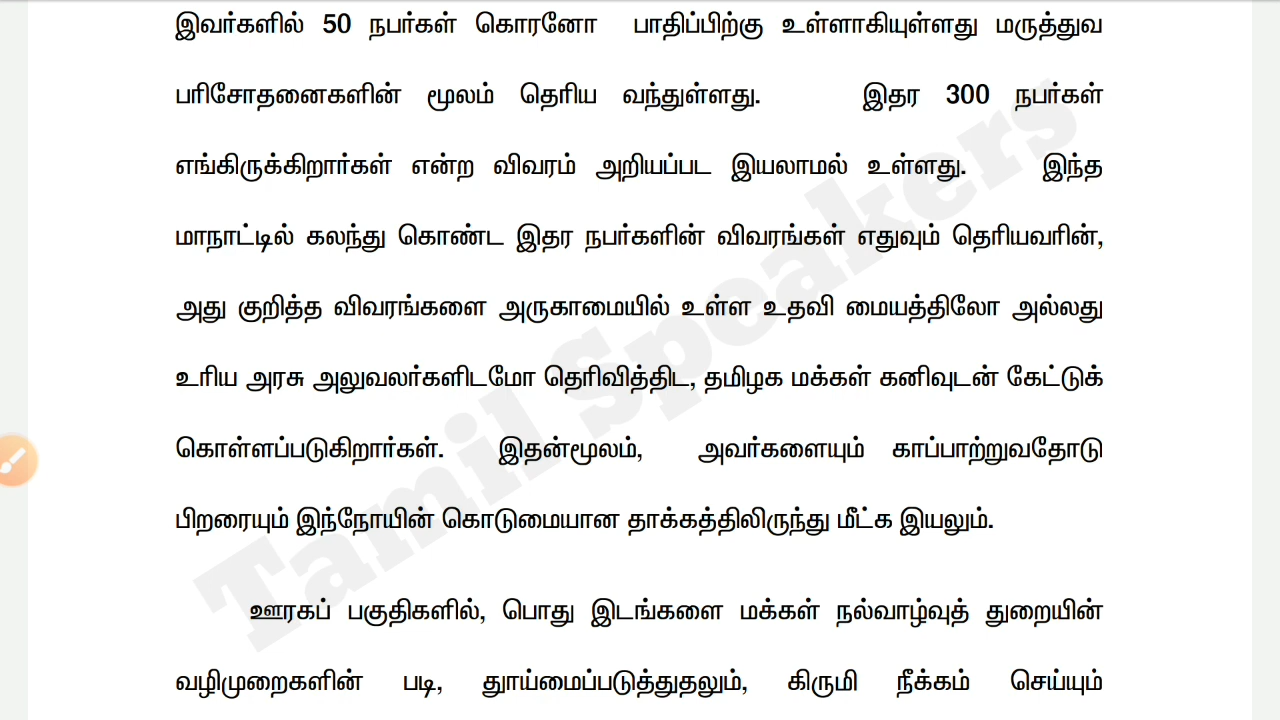 இவர்களில் 50 நபர்கள் கொரனோ பாதிப்பிற்கு உள்ளாகியுள்ளது மருத்துவ
பரிசோதனைகளின் மூலம் தெரிய வந்துள்ளது. இதர 300 நபர்கள்
எங்கிருக்கிறார்கள் என்ற விவரம் அறியப்பட இயலாமல் உள்ளது. இந்த
மாநாட்டில் கலந்து கொண்ட இதர நபர்களின் விவரங்கள் எதுவும் தெரியவரின்,
அது குறித்த விவரங்களை அருகாமையில் உள்ள உதவி மையத்திலோ அல்லது
உரிய அரசு அலுவலர்களிடமோ தெரிவித்திட, தமிழக மக்கள் கனிவுடன் கேட்டுக்
கொள்ளப்படுகிறார்கள். இதன்மூலம், அவர்களையும் காப்பாற்றுவதோடு
பிறரையும் இந்நோயின் கொடுமையான தாக்கத்திலிருந்து மீட்க இயலும்.
ஊரகப் பகுதிகளில், பொது இடங்களை மக்கள் நல்வாழ்வுத் துறையின்
வழிமுறைகளின் படி, தூய்மைப்படுத்துதலும், கிருமி நீக்கம் செய்யும்
Tamil Speakers